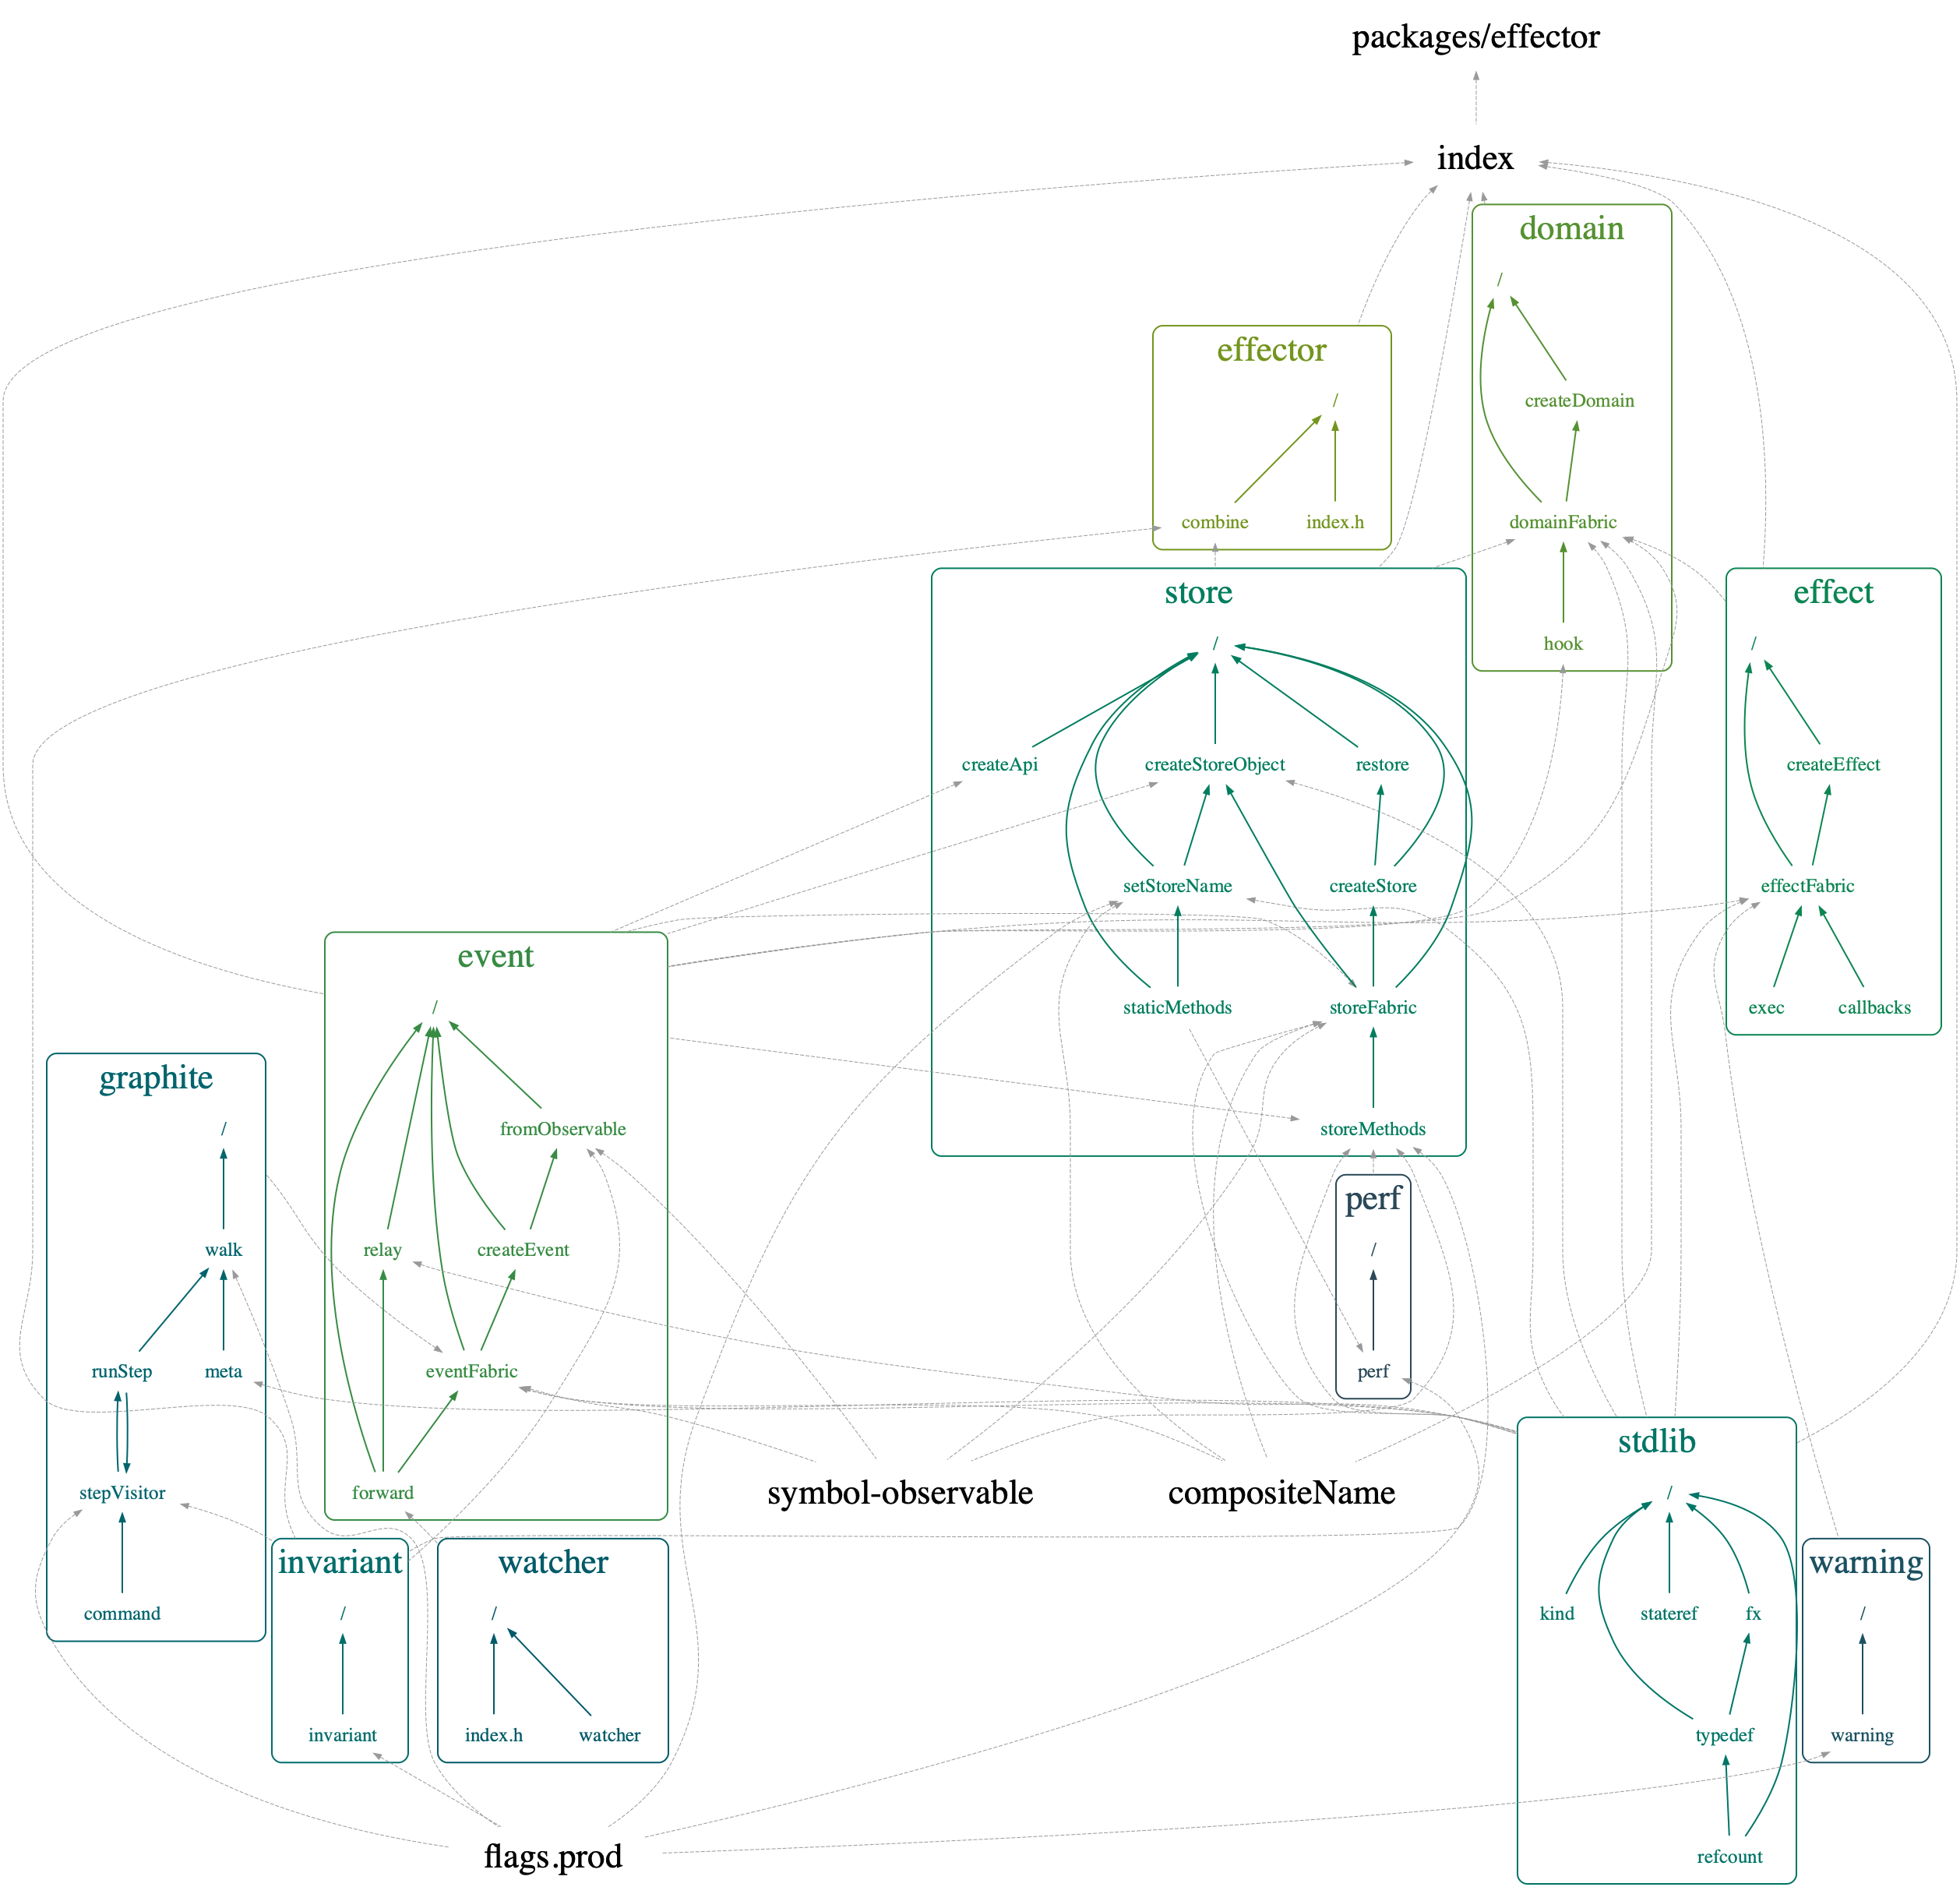 packages/effector
index
domain
/
createDomain
domainFabric
hook
effector
/
combine
index.h
store
/
createApi
createStoreObject
restore
setStoreName
createStore
staticMethods
storeFabric
storeMethods
effect
/
createEffect
effectFabric
exec
callbacks
event
/
fromObservable
relay
createEvent
eventFabric
forward
graphite
/
walk
runStep
meta
stepVisitor
command
perf
/
perf
symbol-observable
compositeName
stdlib
/
kind
stateref
fx
typedef
refcount
invariant
/
invariant
watcher
/
index.h
watcher
warning
/
warning
flags.prod